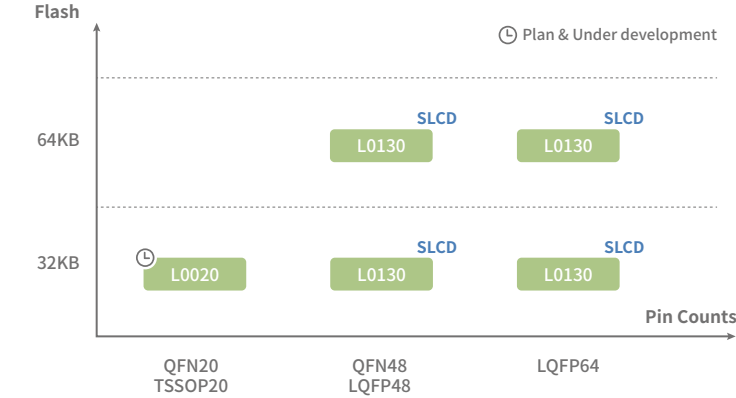 Flash
Plan & Under development
SLCD SLCD
64KB L0130 L0130
SLCD SLCD
32KB L0020 L0130 L0130
Pin Counts
QFN20 QFN48 LQFP64
TSSOP20 LQFP48